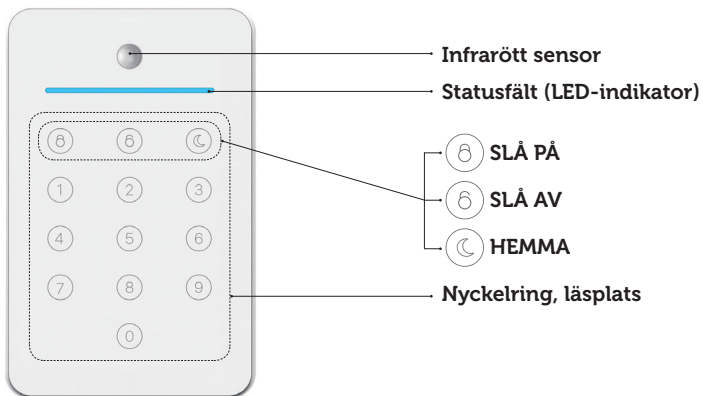 Infrarött sensor
Statusfält (LED-indikator)
SLÅ PÅ
SLÅ AV
HEMMA
1 2 3
4 5 6
7 8 9
0
Nyckelring, läsplats